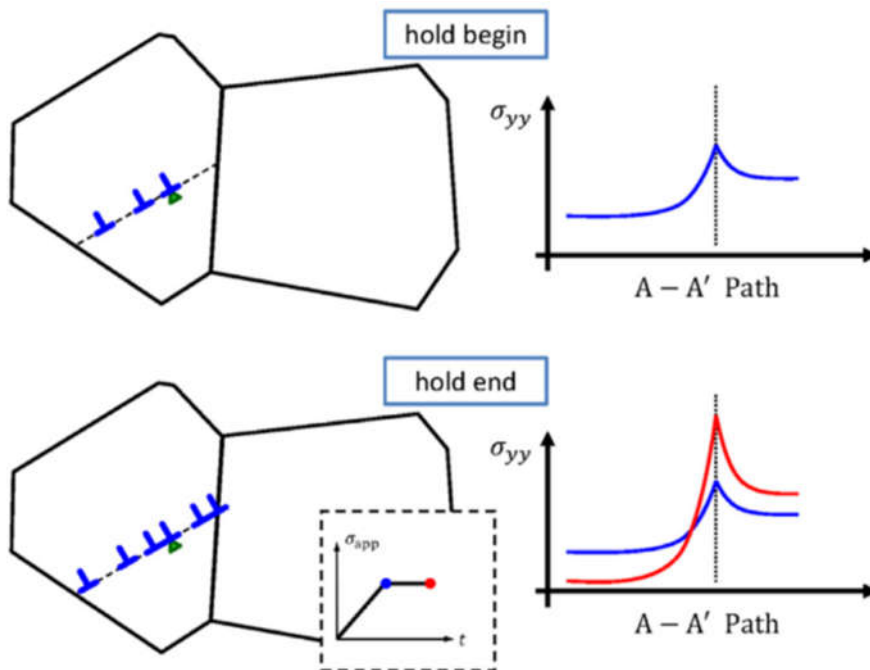 hold begin
σyy
A − A′ Path
hold end
σyy
σapp
t
A − A′ Path